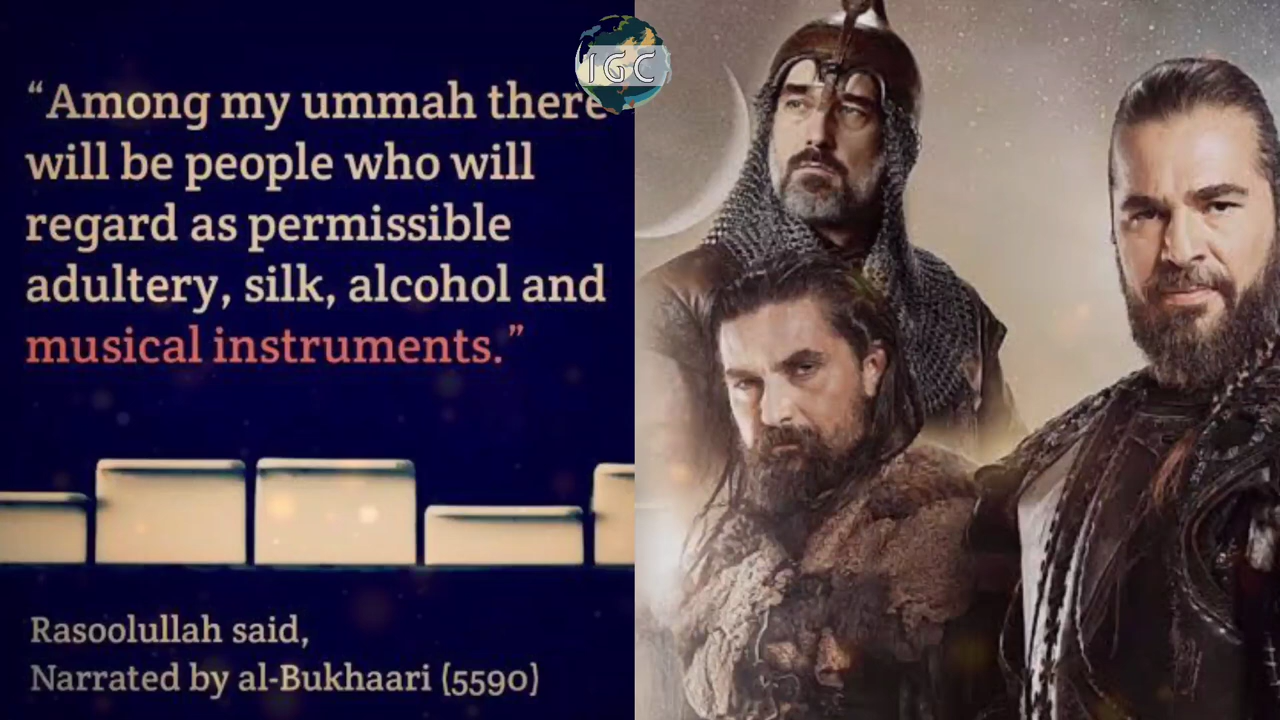 “Among my ummah there
will be people who will
regard as permissible
adultery, silk, alcohol and
musical instruments.”
Rasoolullah said,
Narrated by al-Bukhaari (5590)
IGC